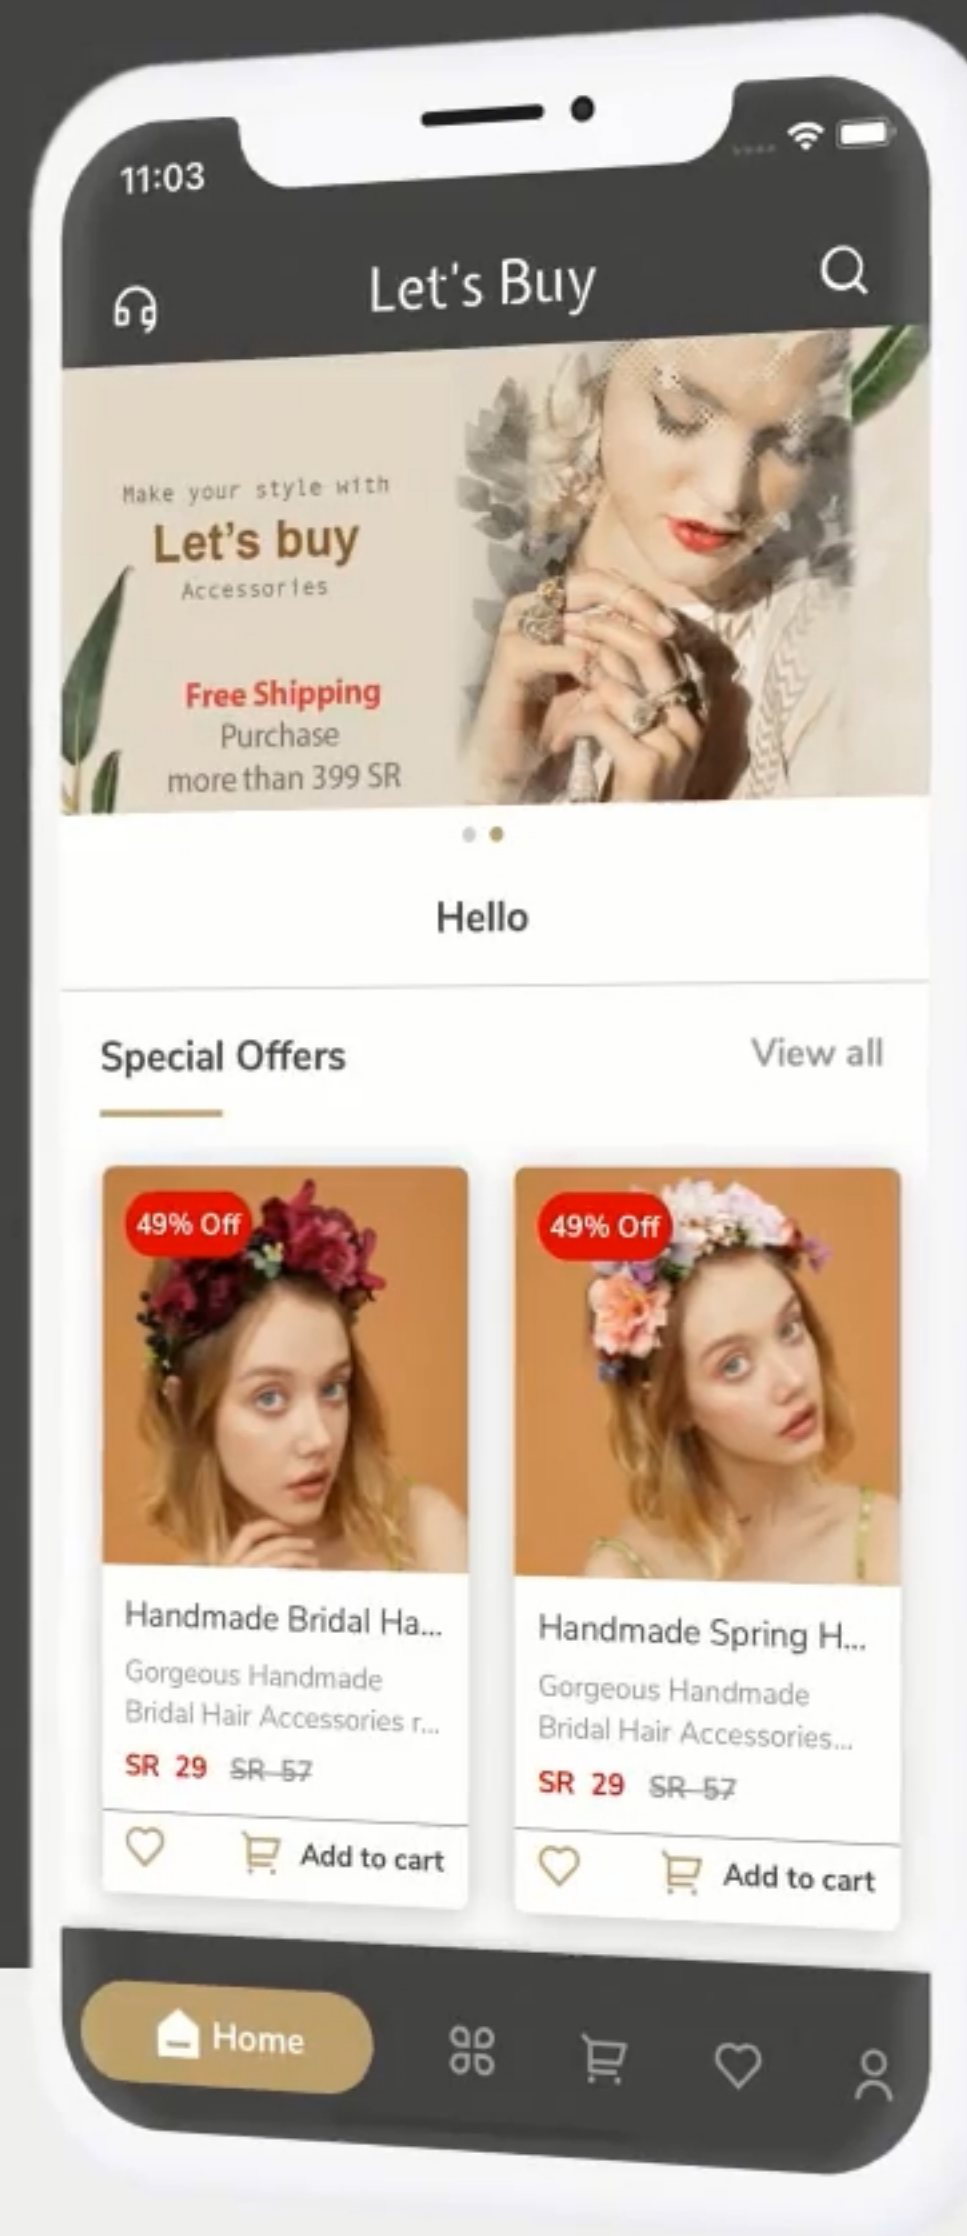 11:03
Let's Buy
Make your style with
Let's buy
Accessories
Free Shipping
Purchase
more than 399 SR
Hello
Special Offers
View all
49% Off
49% Off
Handmade Bridal Ha...
Gorgeous Handmade
Bridal Hair Accessories r...
SR 29 SR 57
Add to cart
Handmade Spring H...
Gorgeous Handmade
Bridal Hair Accessories...
SR 29 SR 57
Add to cart
Home